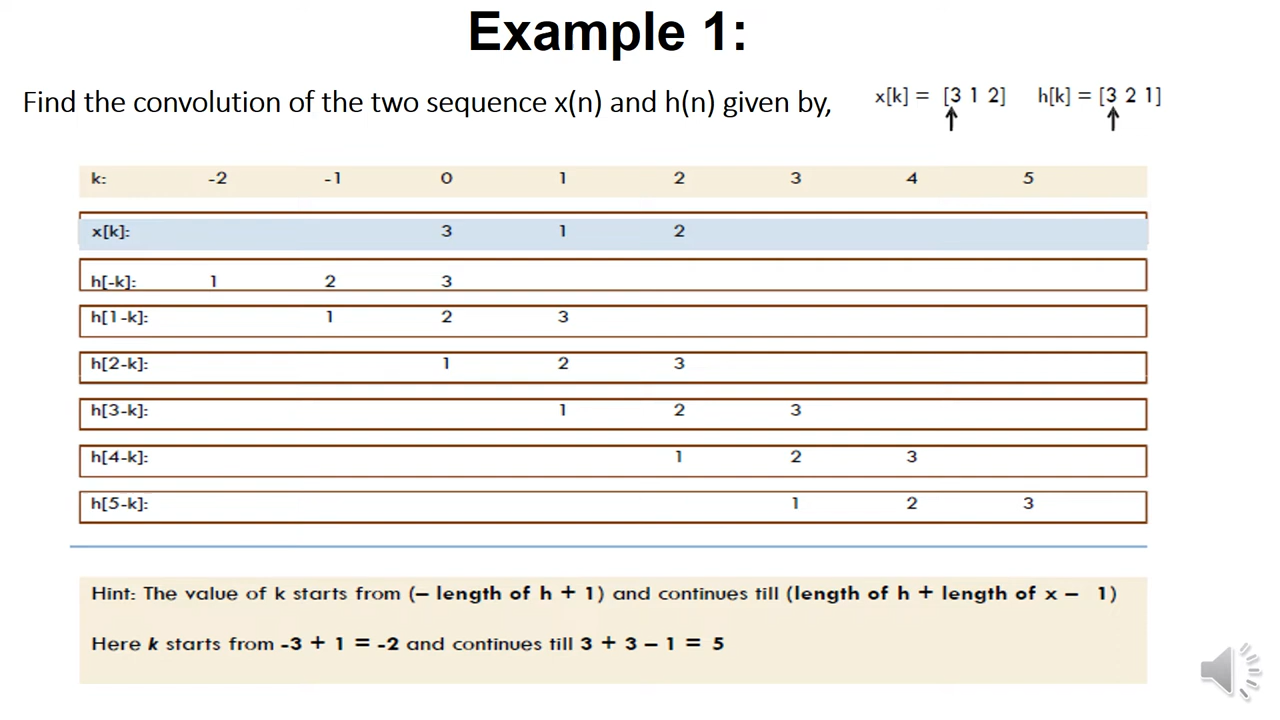 Example 1:
Find the convolution of the two sequence x(n) and h(n) given by, x[k] = [3 1 2] h[k] = [3 2 1]
k: -2 -1 0 1 2 3 4 5
x[k]: 3 1 2
h[-k]: 1 2 3
h[1-k]: 1 2 3
h[2-k]: 1 2 3
h[3-k]: 1 2 3
h[4-k]: 1 2 3
h[5-k]: 1 2 3
Hint: The value of k starts from (– length of h + 1) and continues till (length of h + length of x – 1)
Here k starts from -3 + 1 = -2 and continues till 3 + 3 – 1 = 5